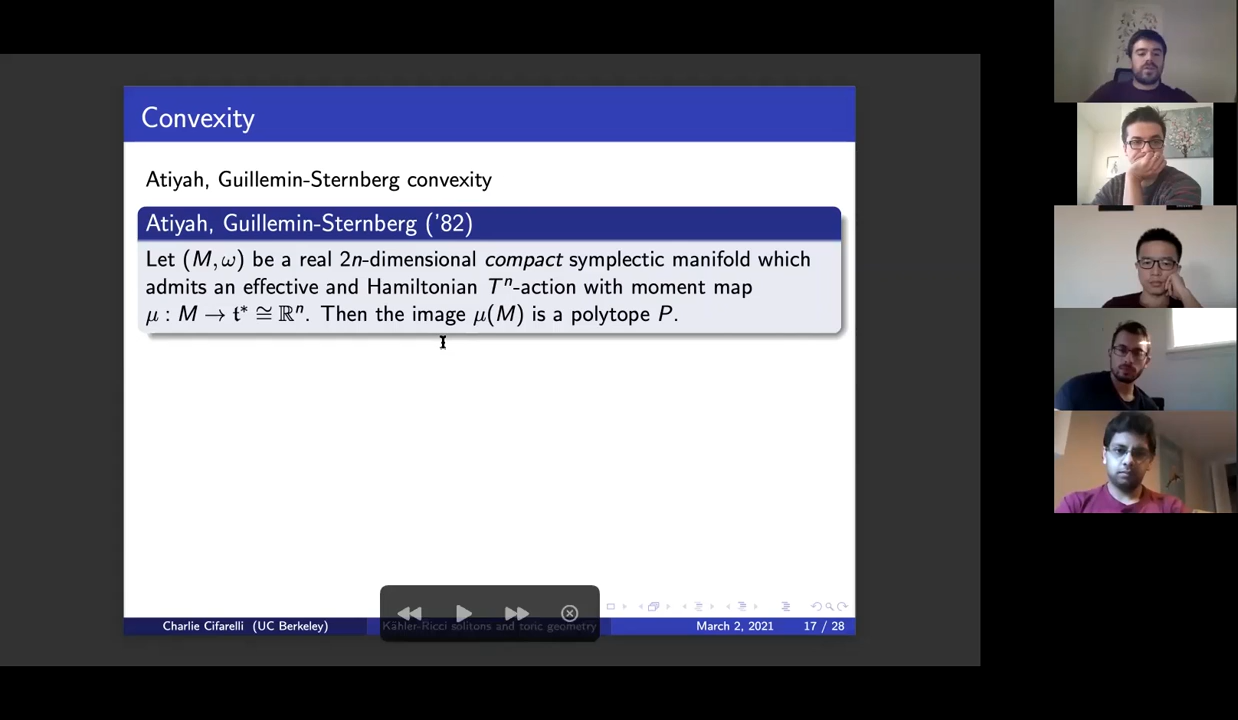 Convexity
Atiyah, Guillemin-Sternberg convexity
Atiyah, Guillemin-Sternberg ('82)
Let (M, ω) be a real 2n-dimensional compact symplectic manifold which
admits an effective and Hamiltonian Tⁿ-action with moment map
μ : M → 𝔱* ≅ ℝⁿ. Then the image μ(M) is a polytope P.
Charlie Cifarelli (UC Berkeley) Kähler-Ricci solitons and toric geometry March 2, 2021 17 / 28